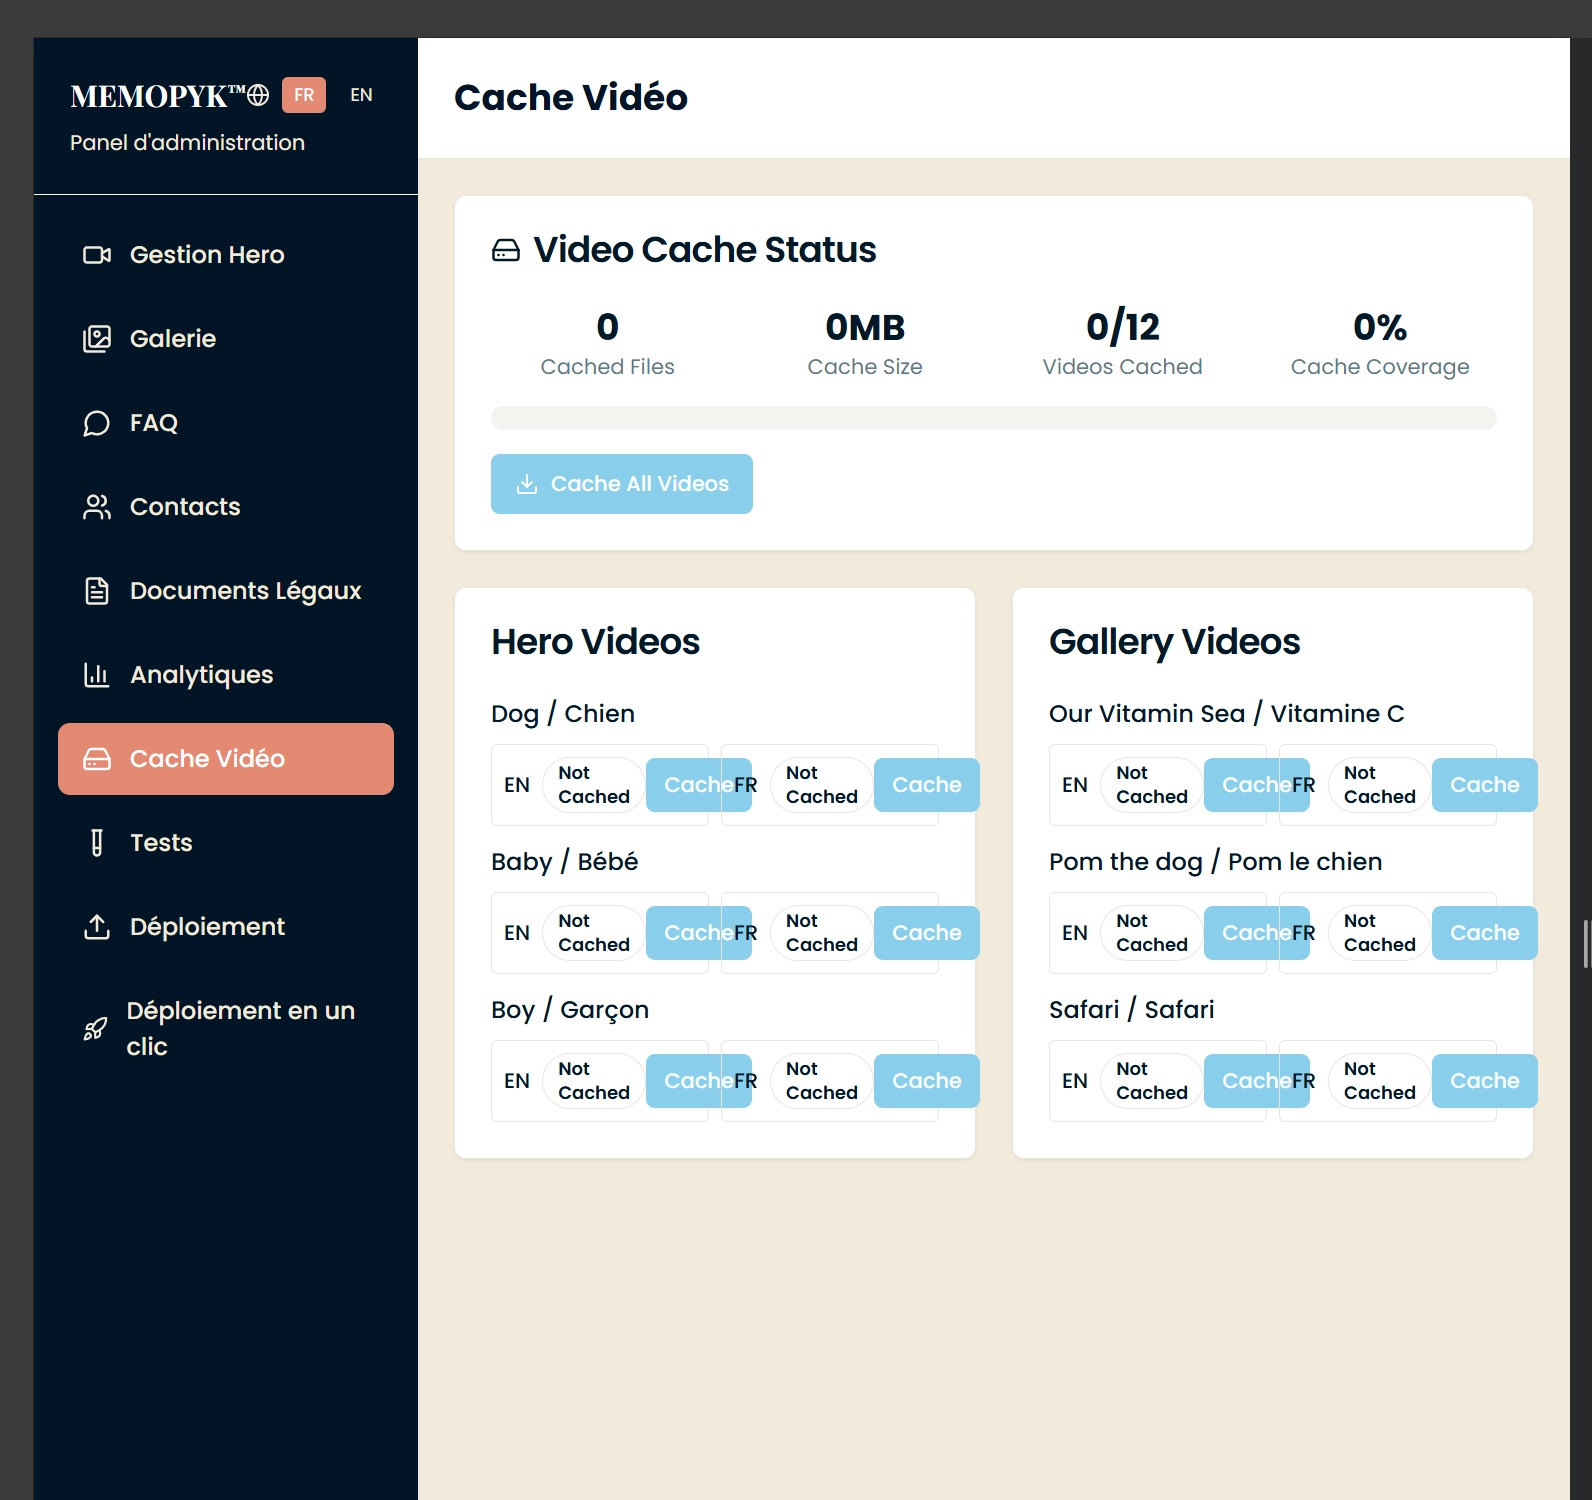 MEMOPYK™ FR EN
Panel d'administration
Gestion Hero
Galerie
FAQ
Contacts
Documents Légaux
Analytiques
Cache Vidéo
Tests
Déploiement
Déploiement en un
clic
Cache Vidéo
Video Cache Status
0 0MB 0/12 0%
Cached Files Cache Size Videos Cached Cache Coverage
Cache All Videos
Hero Videos
Dog / Chien
EN Not Cached Cache FR Not Cached Cache
Baby / Bébé
EN Not Cached Cache FR Not Cached Cache
Boy / Garçon
EN Not Cached Cache FR Not Cached Cache
Gallery Videos
Our Vitamin Sea / Vitamine C
EN Not Cached Cache FR Not Cached Cache
Pom the dog / Pom le chien
EN Not Cached Cache FR Not Cached Cache
Safari / Safari
EN Not Cached Cache FR Not Cached Cache